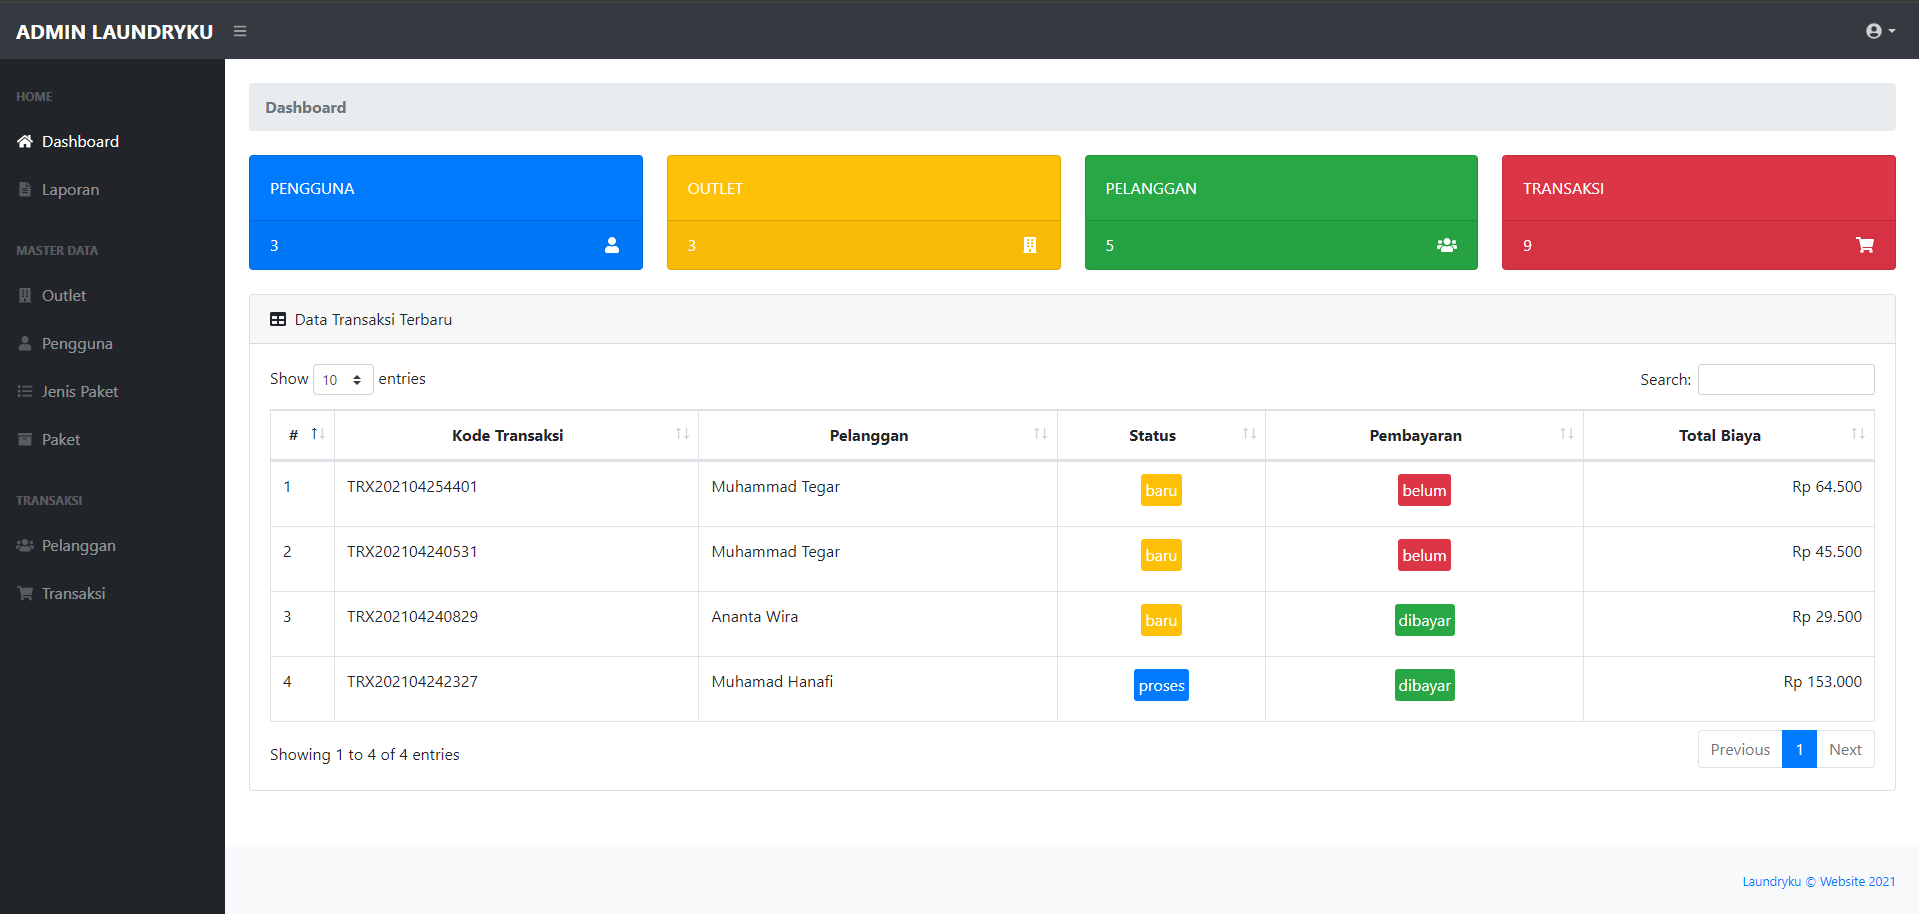 ADMIN LAUNDRYKU
HOME
Dashboard
Laporan
MASTER DATA
Outlet
Pengguna
Jenis Paket
Paket
TRANSAKSI
Pelanggan
Transaksi
Dashboard
PENGGUNA
3
OUTLET
3
PELANGGAN
5
TRANSAKSI
9
Data Transaksi Terbaru
Show 10 entries
Search:
# Kode Transaksi Pelanggan Status Pembayaran Total Biaya
1 TRX202104254401 Muhammad Tegar baru belum Rp 64.500
2 TRX202104240531 Muhammad Tegar baru belum Rp 45.500
3 TRX202104240829 Ananta Wira baru dibayar Rp 29.500
4 TRX202104242327 Muhamad Hanafi proses dibayar Rp 153.000
Showing 1 to 4 of 4 entries
Previous 1 Next
Laundryku © Website 2021